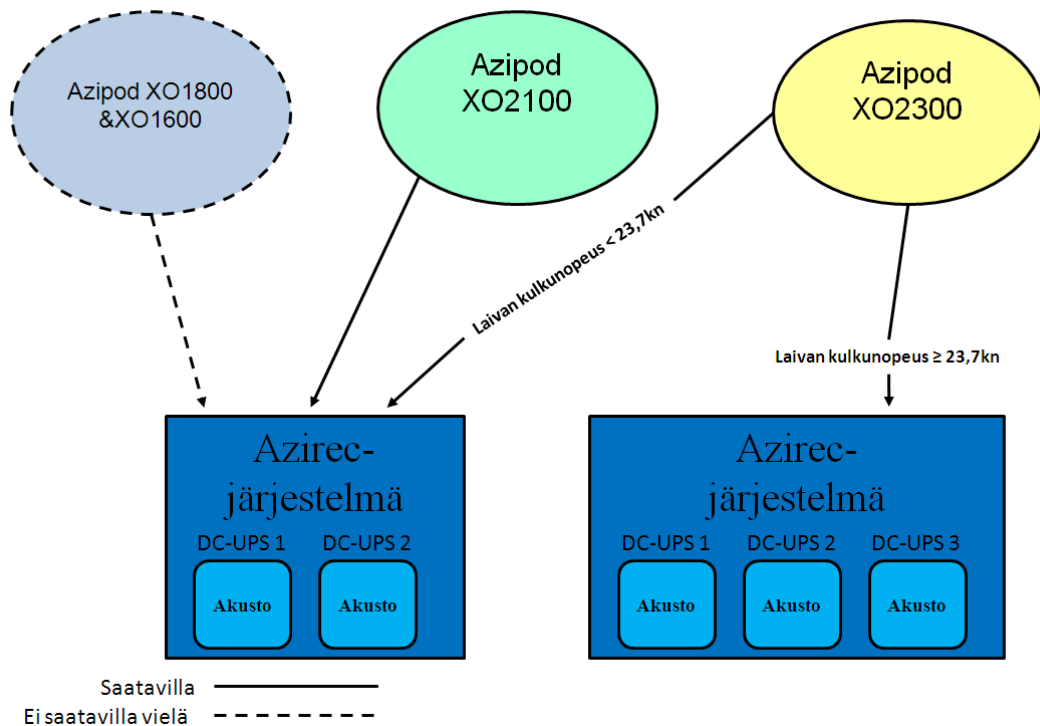 Azipod XO1800
&XO1600
Azipod
XO2100
Azipod
XO2300
Laivan kulkunopeus < 23,7kn
Laivan kulkunopeus ≥ 23,7kn
Azirec-
järjestelmä
DC-UPS 1 DC-UPS 2
Akusto Akusto
Azirec-
järjestelmä
DC-UPS 1 DC-UPS 2 DC-UPS 3
Akusto Akusto Akusto
Saatavilla
Ei saatavilla vielä